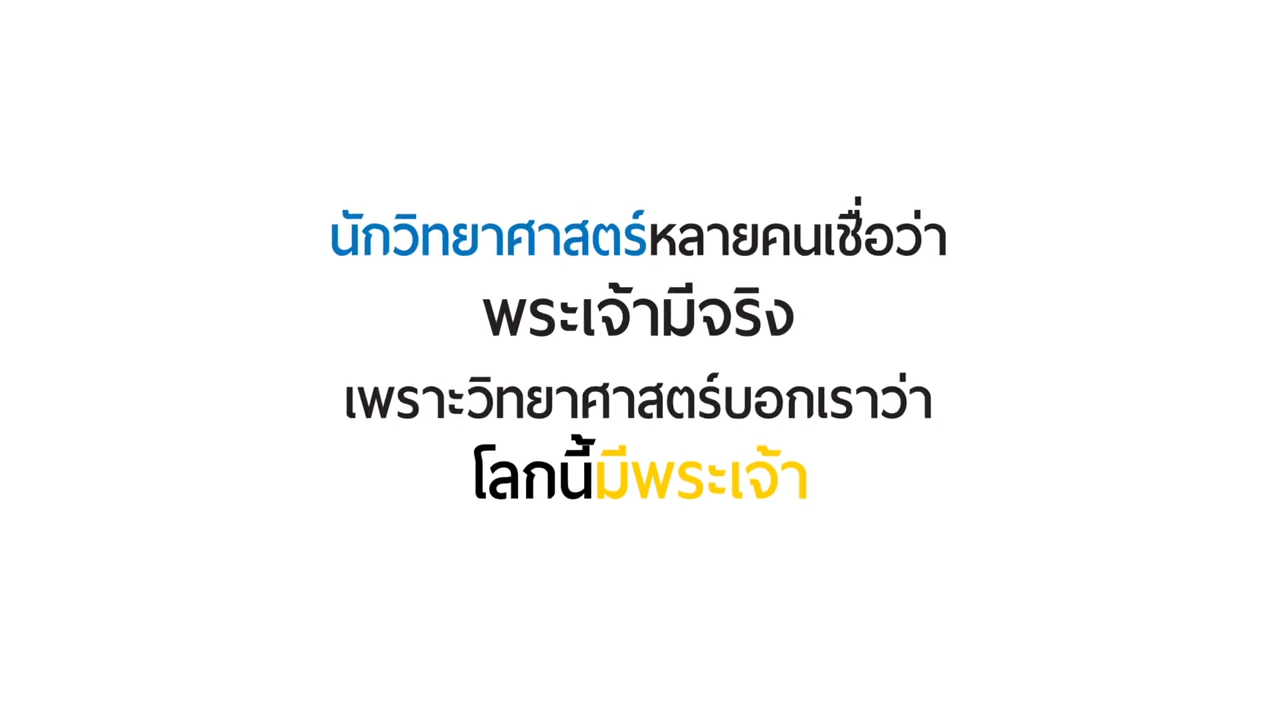 นักวิทยาศาสตร์หลายคนเชื่อว่า
พระเจ้ามีจริง
เพราะวิทยาศาสตร์บอกเราว่า
โลกนี้มีพระเจ้า